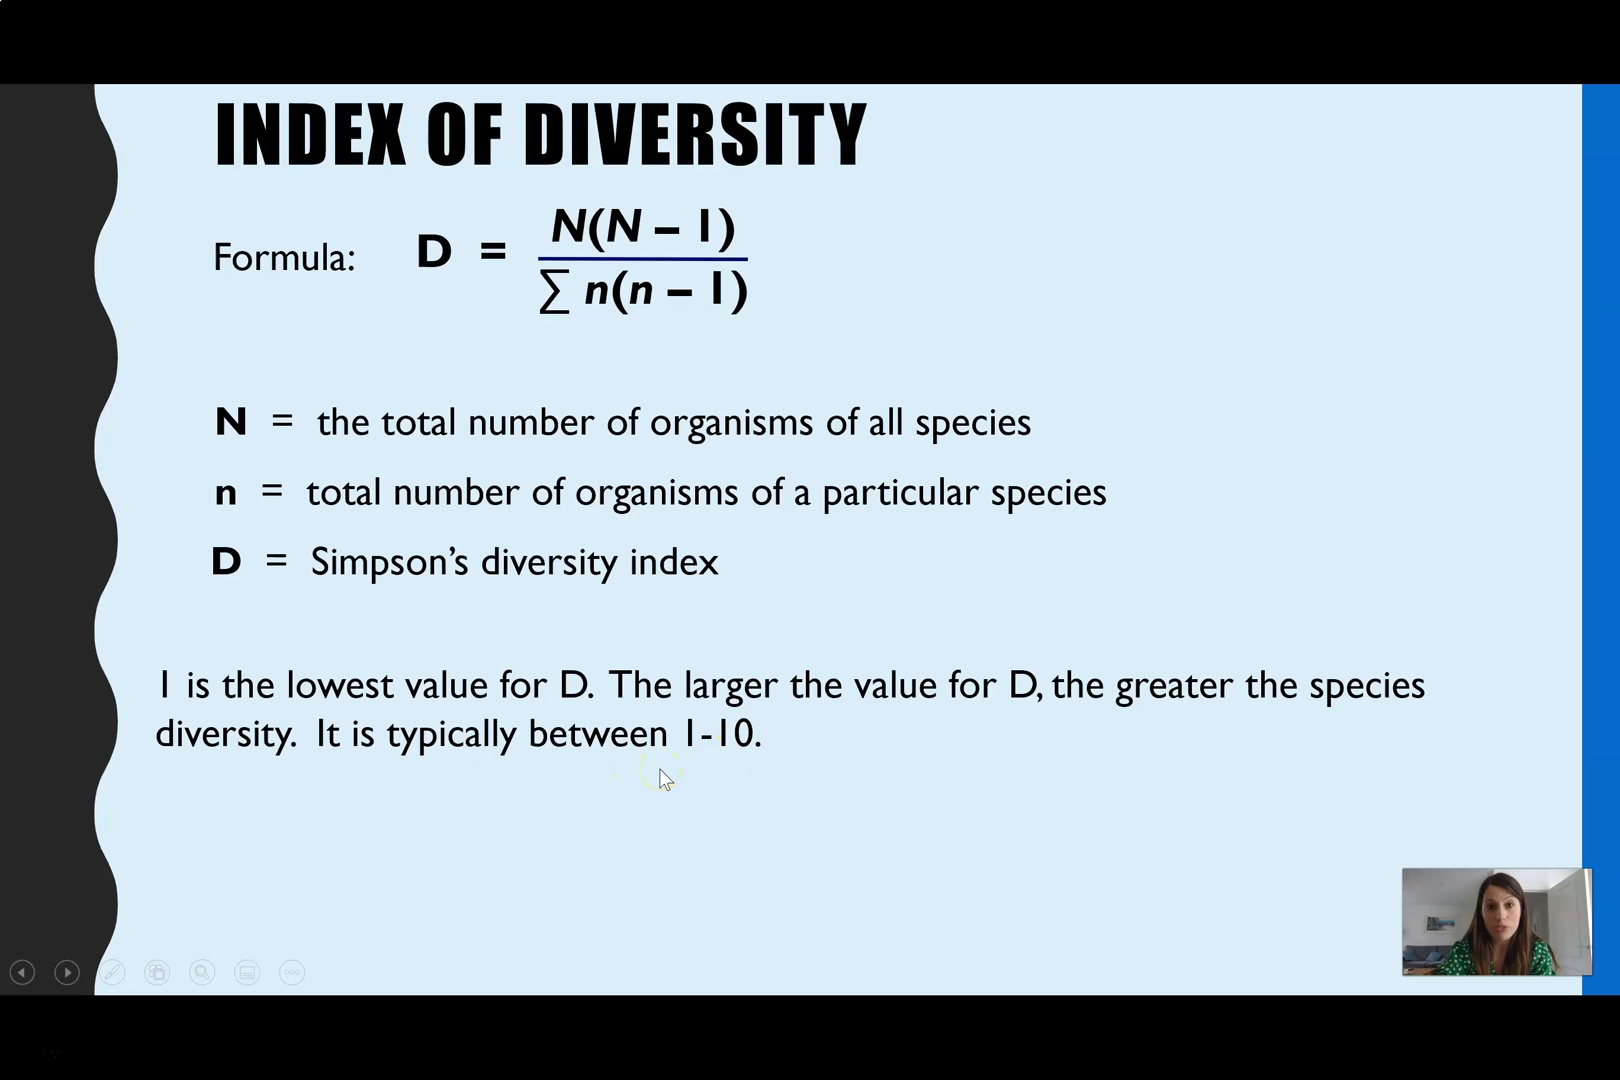 INDEX OF DIVERSITY
Formula: D = N(N – 1)
∑ n(n – 1)
N = the total number of organisms of all species
n = total number of organisms of a particular species
D = Simpson’s diversity index
1 is the lowest value for D. The larger the value for D, the greater the species
diversity. It is typically between 1-10.